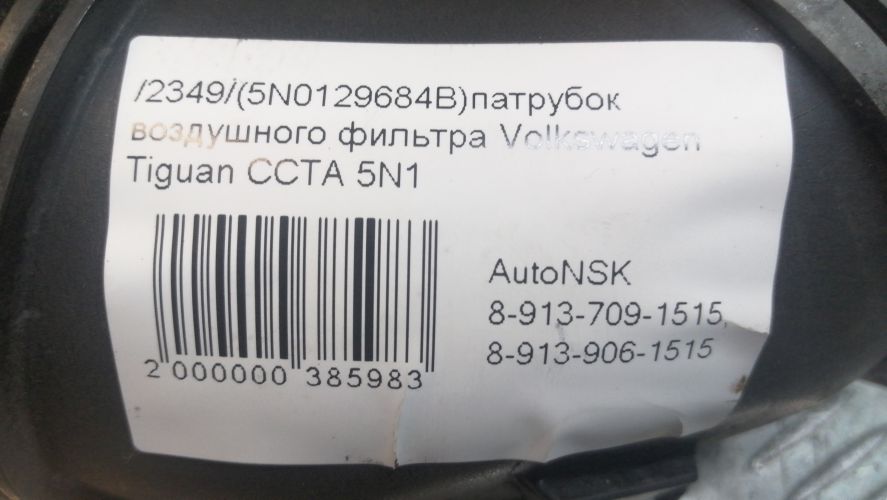 /2349/(5N0129684B)патрубок
воздушного фильтра Volkswagen
Tiguan CCTA 5N1
AutoNSK
8-913-709-1515,
8-913-906-1515
2 000000 385983